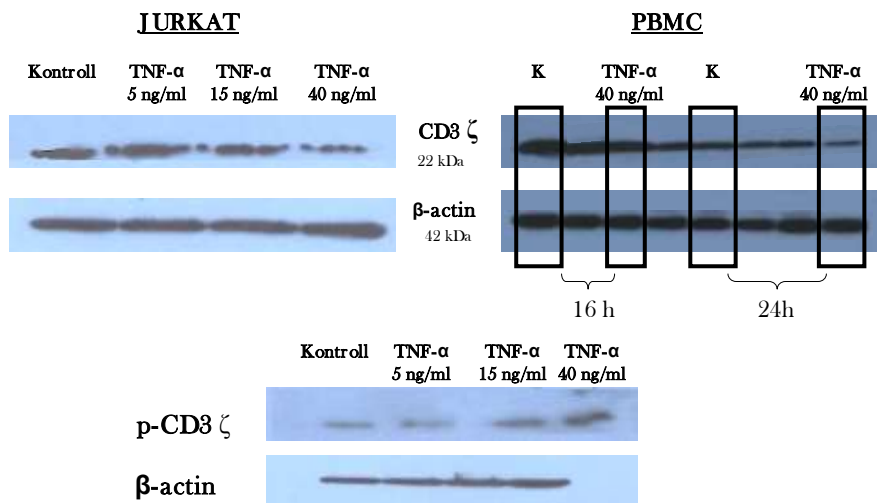 JURKAT
PBMC
Kontroll TNF-α TNF-α TNF-α
5 ng/ml 15 ng/ml 40 ng/ml
K TNF-α K TNF-α
40 ng/ml 40 ng/ml
CD3 ζ
22 kDa
β-actin
42 kDa
16 h 24h
Kontroll TNF-α TNF-α TNF-α
5 ng/ml 15 ng/ml 40 ng/ml
p-CD3 ζ
β-actin